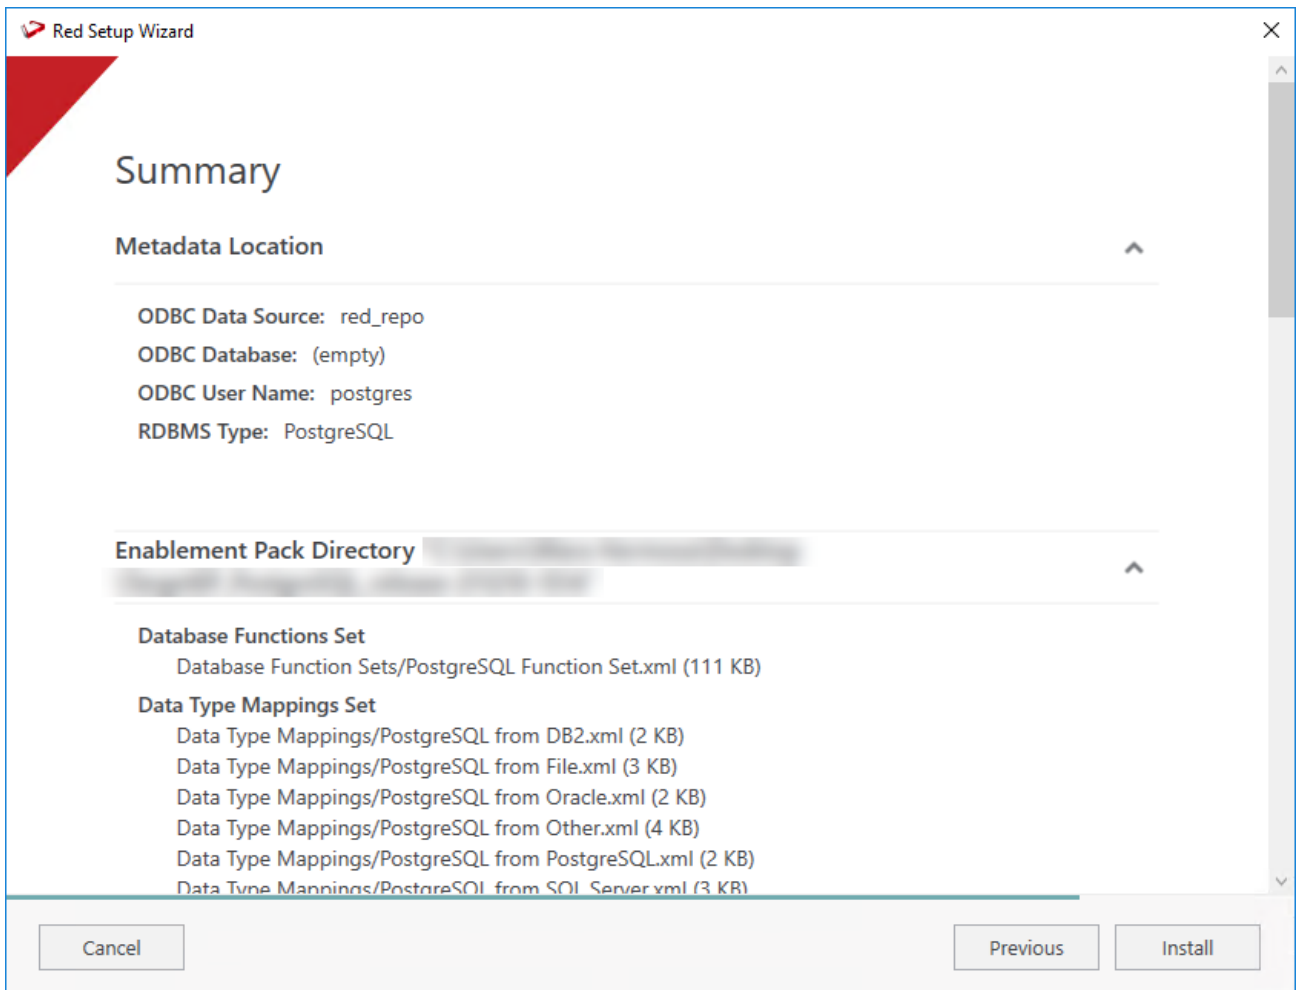 Red Setup Wizard
Summary
Metadata Location
ODBC Data Source: red_repo
ODBC Database: (empty)
ODBC User Name: postgres
RDBMS Type: PostgreSQL
Enablement Pack Directory
Database Functions Set
Database Function Sets/PostgreSQL Function Set.xml (111 KB)
Data Type Mappings Set
Data Type Mappings/PostgreSQL from DB2.xml (2 KB)
Data Type Mappings/PostgreSQL from File.xml (3 KB)
Data Type Mappings/PostgreSQL from Oracle.xml (2 KB)
Data Type Mappings/PostgreSQL from Other.xml (4 KB)
Data Type Mappings/PostgreSQL from PostgreSQL.xml (2 KB)
Data Type Mappings/PostgreSQL from SQL Server.xml (3 KB)
Cancel
Previous
Install